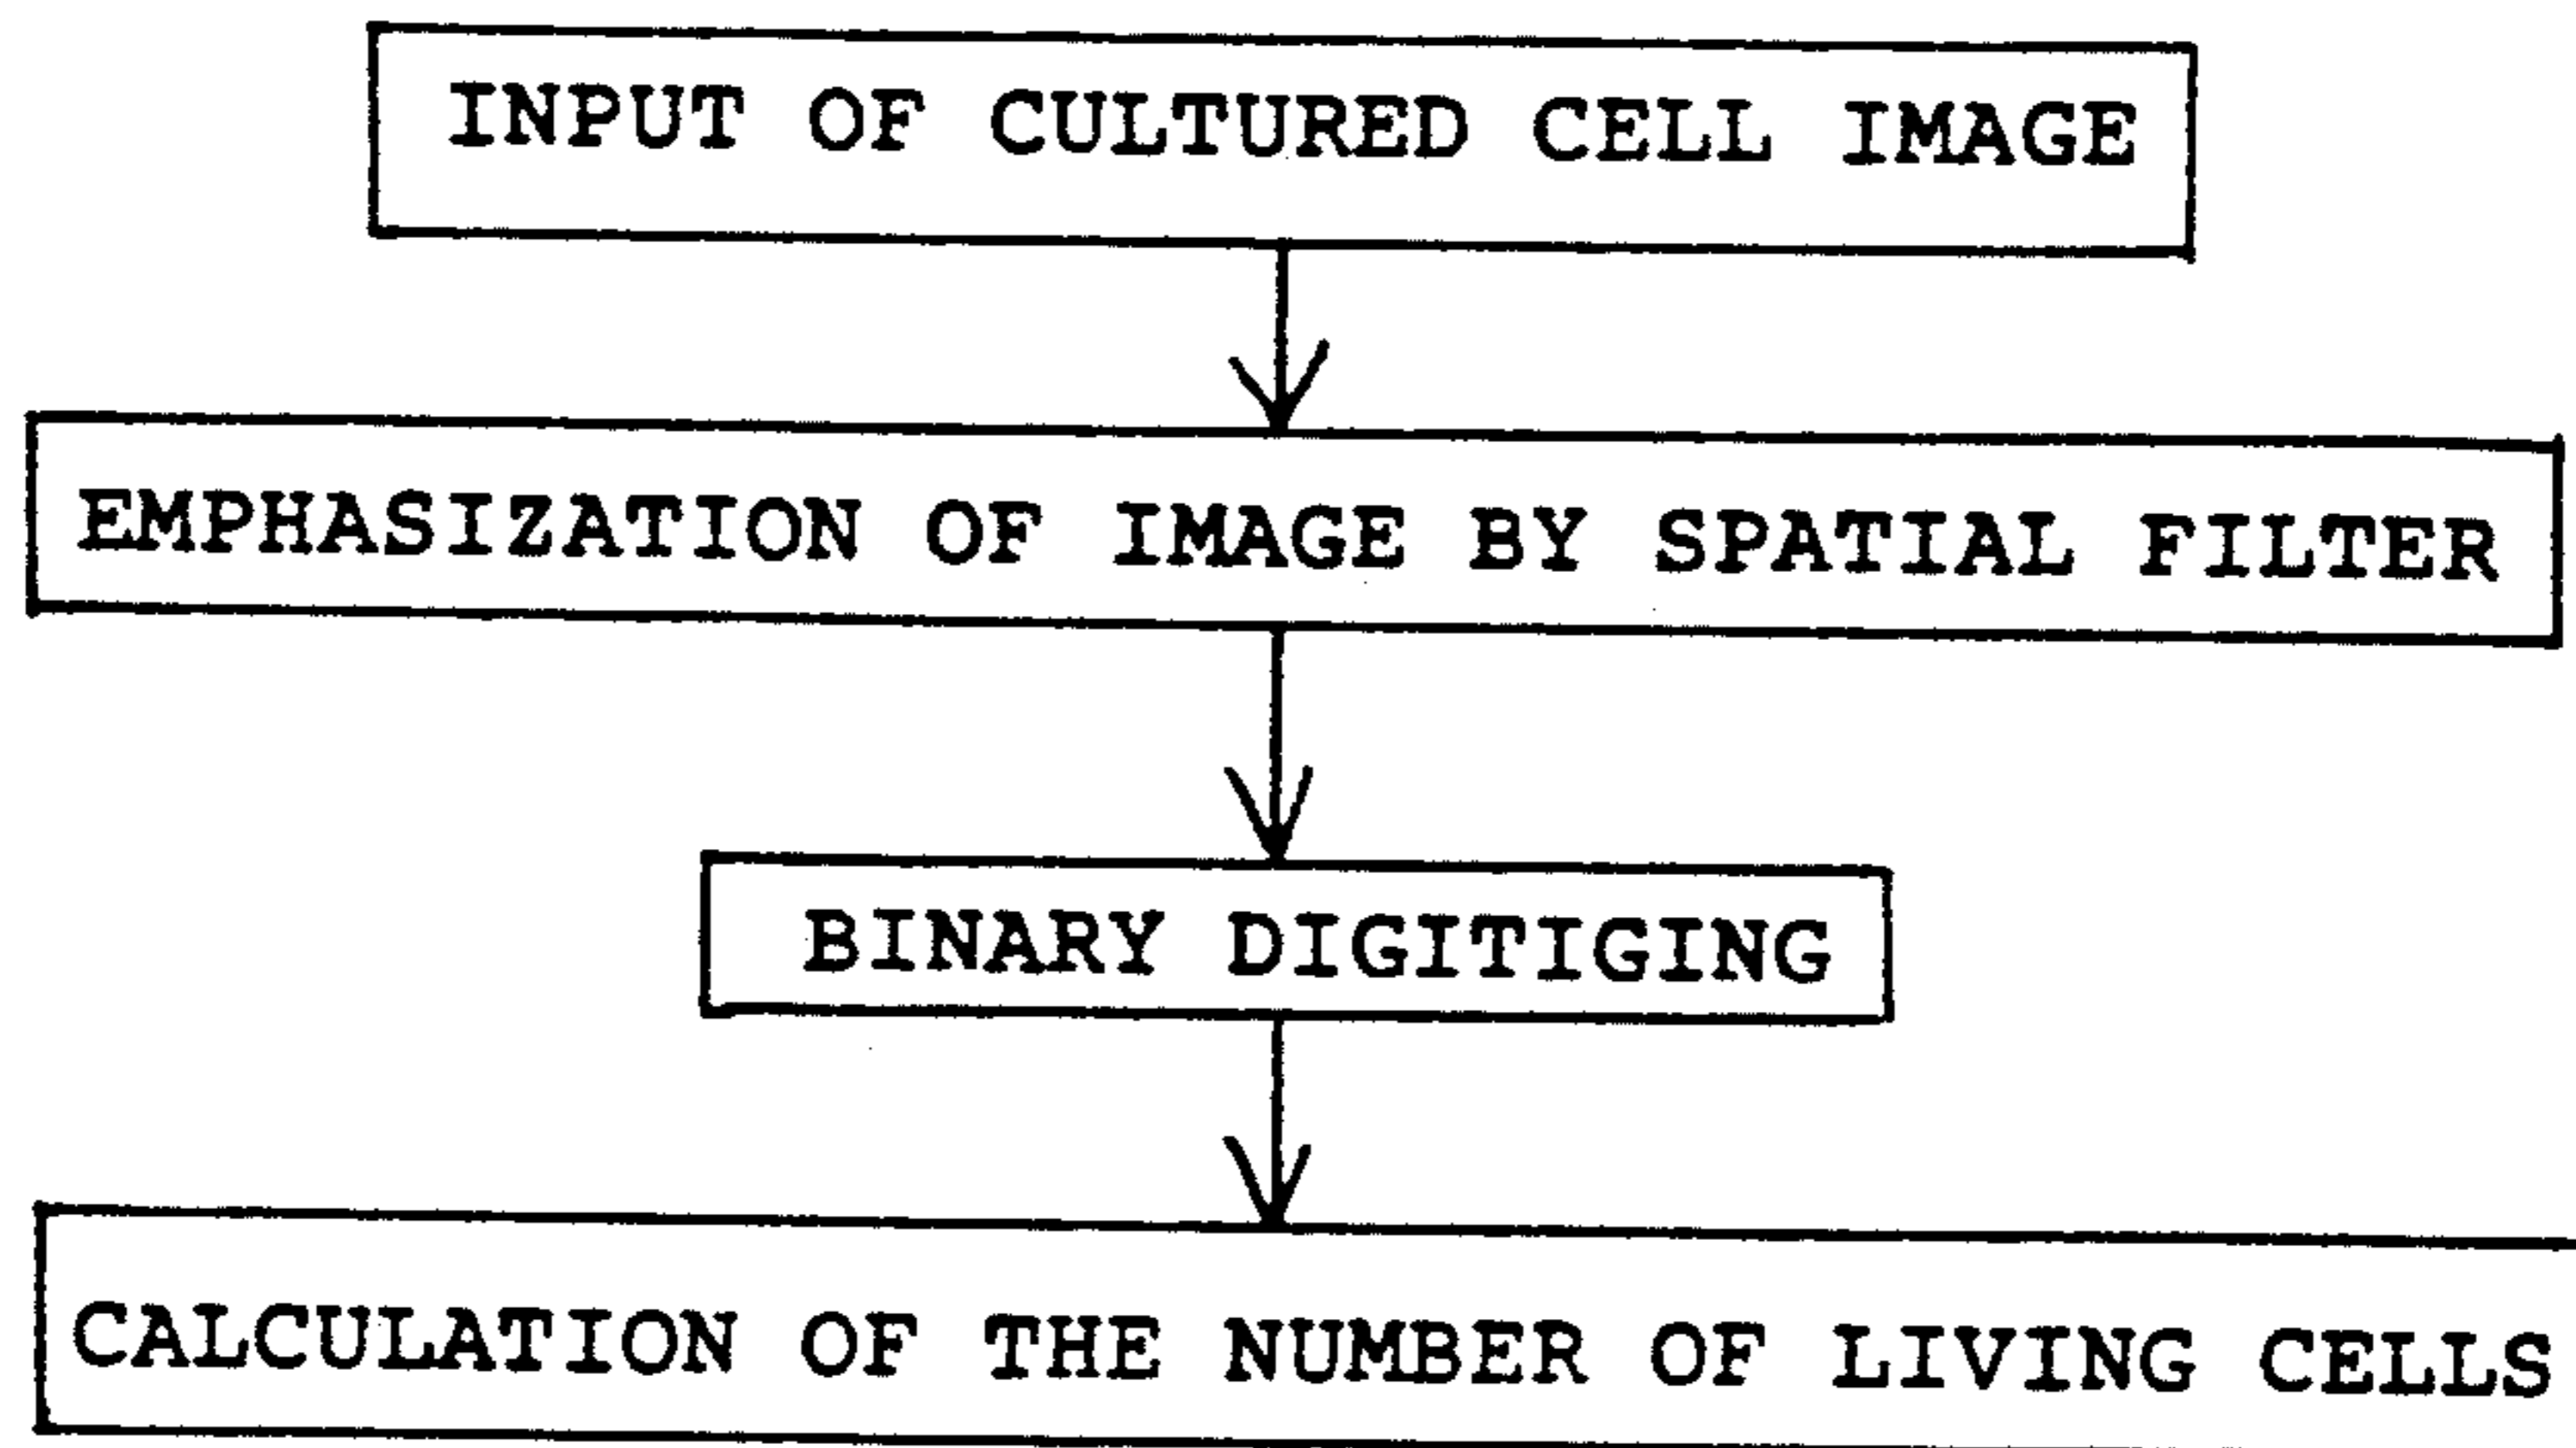 INPUT OF CULTURED CELL IMAGE
EMPHASIZATION OF IMAGE BY SPATIAL FILTER
BINARY DIGITIGING
CALCULATION OF THE NUMBER OF LIVING CELLS